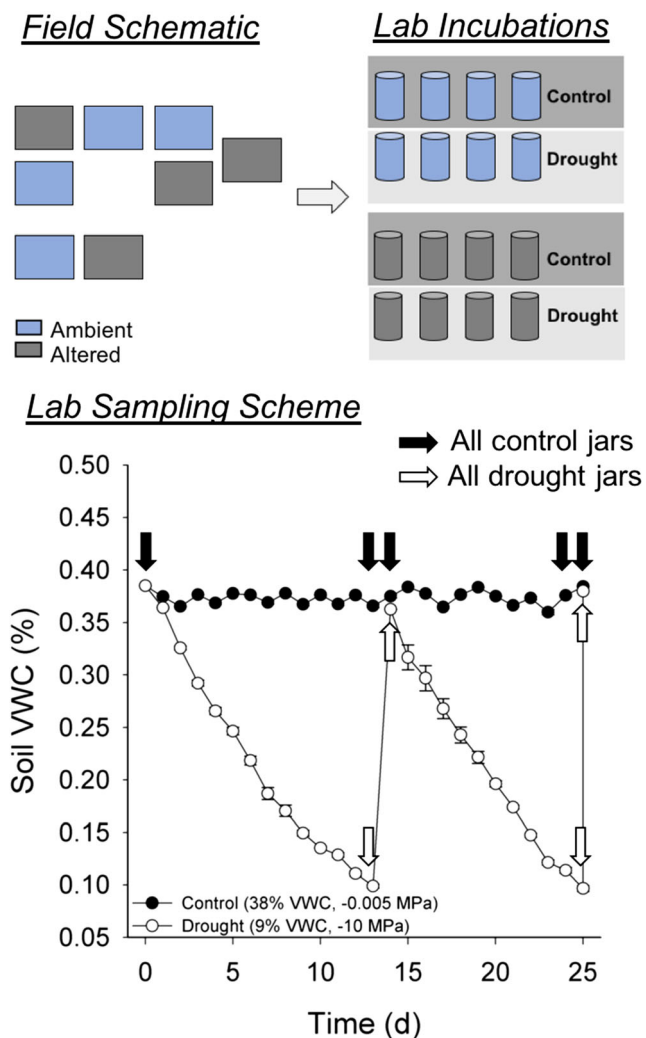 Field Schematic
Lab Incubations
Control
Drought
Control
Drought
Ambient
Altered
Lab Sampling Scheme
All control jars
All drought jars
0.50
0.45
0.40
0.35
0.30
0.25
0.20
0.15
0.10
0.05
Soil VWC (%)
Control (38% VWC, -0.005 MPa)
Drought (9% VWC, -10 MPa)
0 5 10 15 20 25
Time (d)